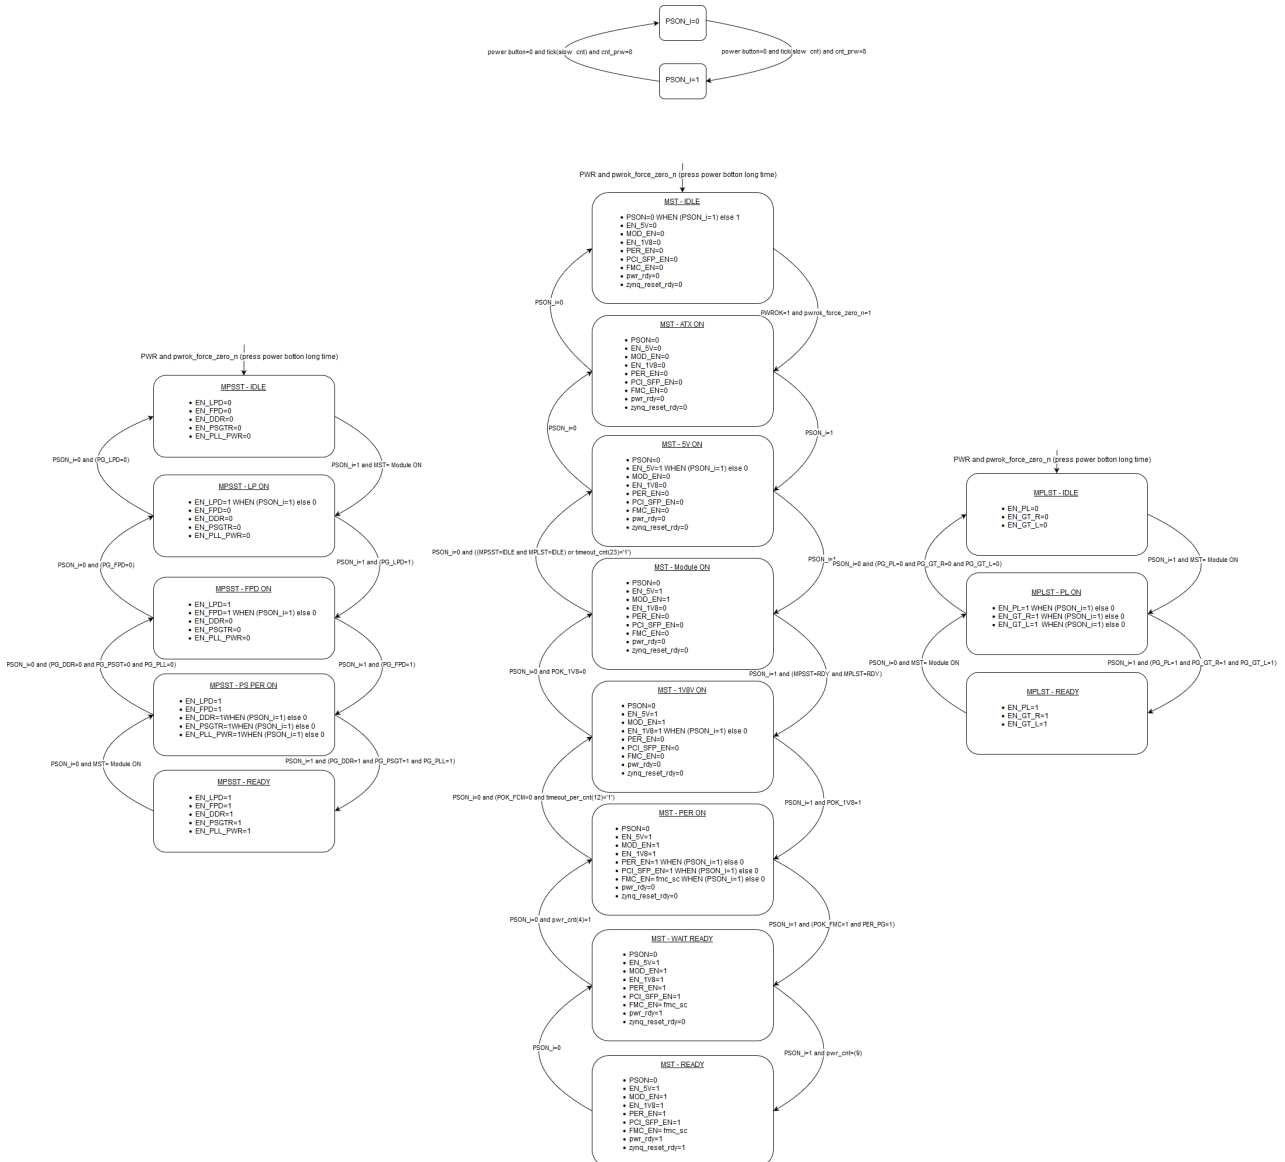 PSON_i=0
power button=0 and tick(slow_cnt) and cnt_prw=8
power button=0 and tick(slow_cnt) and cnt_prw=8
PSON_i=1
PWR and pwrok_force_zero_n (press power botton long time)
MST - IDLE
PSON=0 WHEN (PSON_i=1) else 1
EN_5V=0
MOD_EN=0
EN_1V8=0
PER_EN=0
PCI_SFP_EN=0
FMC_EN=0
pwr_rdy=0
zynq_reset_rdy=0
PSON_i=0
PWROK=1 and pwrok_force_zero_n=1
MST - ATX ON
PSON=0
EN_5V=0
MOD_EN=0
EN_1V8=0
PER_EN=0
PCI_SFP_EN=0
FMC_EN=0
pwr_rdy=0
zynq_reset_rdy=0
PSON_i=0
PSON_i=1
MST - 5V ON
PSON=0
EN_5V=1 WHEN (PSON_i=1) else 0
MOD_EN=0
EN_1V8=0
PER_EN=0
PCI_SFP_EN=0
FMC_EN=0
pwr_rdy=0
zynq_reset_rdy=0
PSON_i=0 and ((MPSST=IDLE and MPLST=IDLE) or timeout_cnt(23)='1')
PSON_i=1
MST - Module ON
PSON=0
EN_5V=1
MOD_EN=1
EN_1V8=0
PER_EN=0
PCI_SFP_EN=0
FMC_EN=0
pwr_rdy=0
zynq_reset_rdy=0
PSON_i=0 and POK_1V8=0
PSON_i=1 and (MPSST=RDY and MPLST=RDY)
MST - 1V8V ON
PSON=0
EN_5V=1
MOD_EN=1
EN_1V8=1 WHEN (PSON_i=1) else 0
PER_EN=0
PCI_SFP_EN=0
FMC_EN=0
pwr_rdy=0
zynq_reset_rdy=0
PSON_i=0 and (POK_FCM=0 and timeout_per_cnt(12)='1')
PSON_i=1 and POK_1V8=1
MST - PER ON
PSON=0
EN_5V=1
MOD_EN=1
EN_1V8=1
PER_EN=1 WHEN (PSON_i=1) else 0
PCI_SFP_EN=1 WHEN (PSON_i=1) else 0
FMC_EN= fmc_sc WHEN (PSON_i=1) else 0
pwr_rdy=0
zynq_reset_rdy=0
PSON_i=0 and pwr_cnt(4)=1
PSON_i=1 and (POK_FMC=1 and PER_PG=1)
MST - WAIT READY
PSON=0
EN_5V=1
MOD_EN=1
EN_1V8=1
PER_EN=1
PCI_SFP_EN=1
FMC_EN= fmc_sc
pwr_rdy=1
zynq_reset_rdy=0
PSON_i=0
PSON_i=1 and pwr_cnt=(9)
MST - READY
PSON=0
EN_5V=1
MOD_EN=1
EN_1V8=1
PER_EN=1
PCI_SFP_EN=1
FMC_EN= fmc_sc
pwr_rdy=1
zynq_reset_rdy=1
PWR and pwrok_force_zero_n (press power botton long time)
MPSST - IDLE
EN_LPD=0
EN_FPD=0
EN_DDR=0
EN_PSGTR=0
EN_PLL_PWR=0
PSON_i=0 and (PG_LPD=0)
PSON_i=1 and MST= Module ON
MPSST - LP ON
EN_LPD=1 WHEN (PSON_i=1) else 0
EN_FPD=0
EN_DDR=0
EN_PSGTR=0
EN_PLL_PWR=0
PSON_i=0 and (PG_FPD=0)
PSON_i=1 and (PG_LPD=1)
MPSST - FPD ON
EN_LPD=1
EN_FPD=1 WHEN (PSON_i=1) else 0
EN_DDR=0
EN_PSGTR=0
EN_PLL_PWR=0
PSON_i=0 and (PG_DDR=0 and PG_PSGT=0 and PG_PLL=0)
PSON_i=1 and (PG_FPD=1)
MPSST - PS PER ON
EN_LPD=1
EN_FPD=1
EN_DDR=1WHEN (PSON_i=1) else 0
EN_PSGTR=1WHEN (PSON_i=1) else 0
EN_PLL_PWR=1WHEN (PSON_i=1) else 0
PSON_i=0 and MST= Module ON
PSON_i=1 and (PG_DDR=1 and PG_PSGT=1 and PG_PLL=1)
MPSST - READY
EN_LPD=1
EN_FPD=1
EN_DDR=1
EN_PSGTR=1
EN_PLL_PWR=1
PWR and pwrok_force_zero_n (press power botton long time)
MPLST - IDLE
EN_PL=0
EN_GT_R=0
EN_GT_L=0
PSON_i=0 and (PG_PL=0 and PG_GT_R=0 and PG_GT_L=0)
PSON_i=1 and MST= Module ON
MPLST - PL ON
EN_PL=1 WHEN (PSON_i=1) else 0
EN_GT_R=1 WHEN (PSON_i=1) else 0
EN_GT_L=1 WHEN (PSON_i=1) else 0
PSON_i=0 and MST= Module ON
PSON_i=1 and (PG_PL=1 and PG_GT_R=1 and PG_GT_L=1)
MPLST - READY
EN_PL=1
EN_GT_R=1
EN_GT_L=1